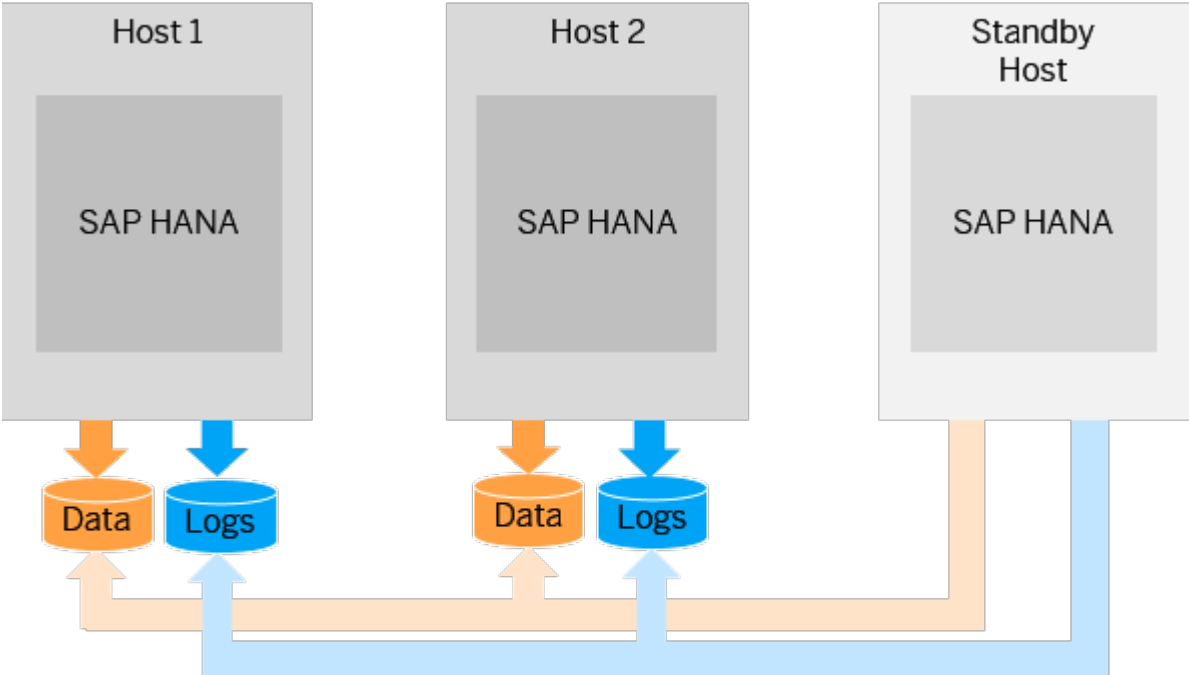 Host 1
SAP HANA
Data
Logs
Host 2
SAP HANA
Data
Logs
Standby
Host
SAP HANA